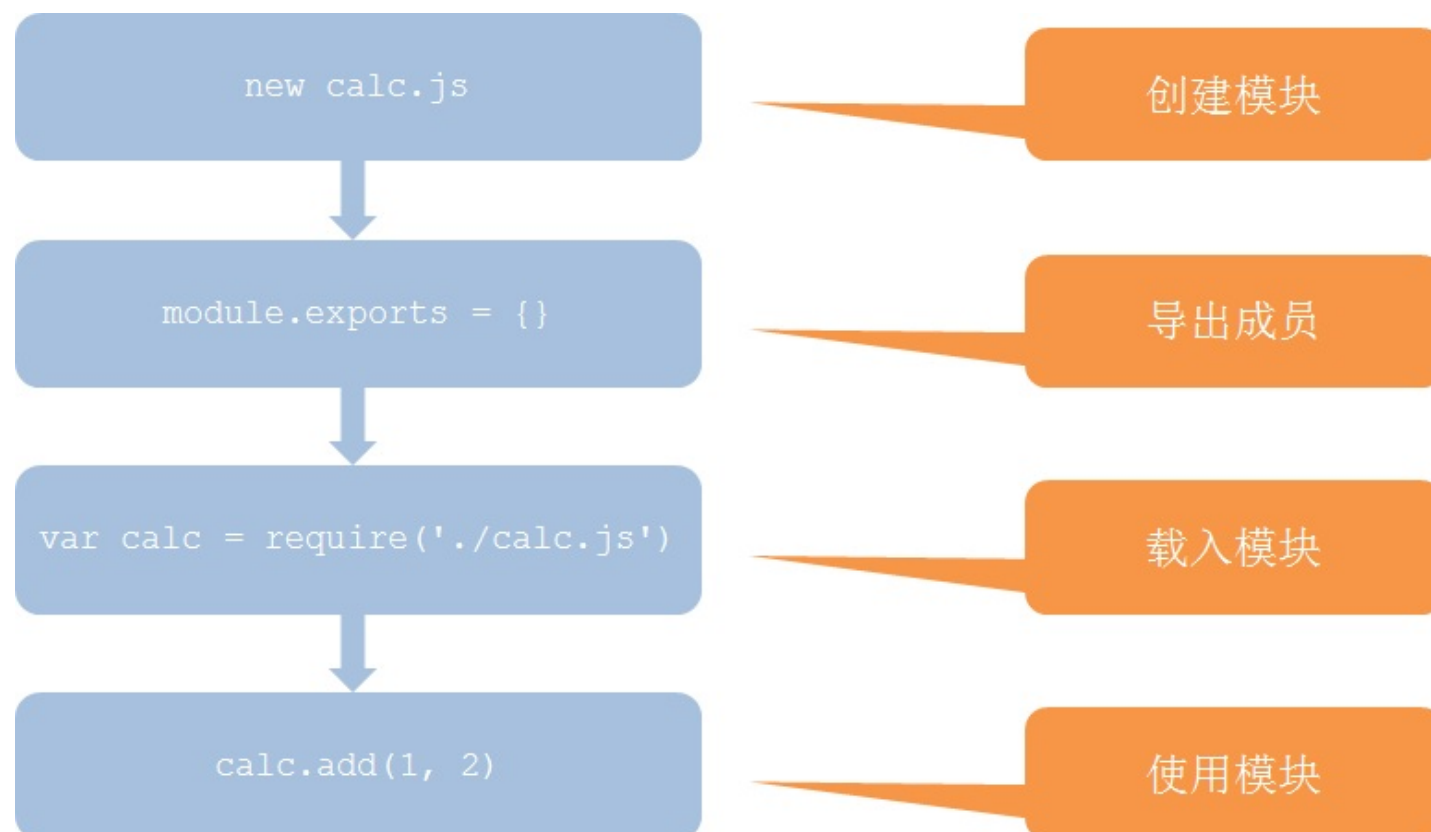 new calc.js
创建模块
module.exports = {}
导出成员
var calc = require('./calc.js')
载入模块
calc.add(1, 2)
使用模块